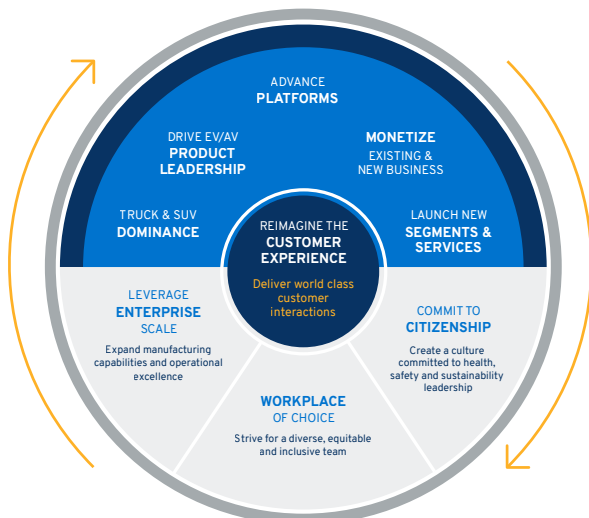 ADVANCE
PLATFORMS
DRIVE EV/AV
PRODUCT
LEADERSHIP
MONETIZE
EXISTING &
NEW BUSINESS
TRUCK & SUV
DOMINANCE
REIMAGINE THE
CUSTOMER
EXPERIENCE
Deliver world class
customer
interactions
LAUNCH NEW
SEGMENTS &
SERVICES
LEVERAGE
ENTERPRISE
SCALE
Expand manufacturing
capabilities and operational
excellence
WORKPLACE
OF CHOICE
Strive for a diverse, equitable
and inclusive team
COMMIT TO
CITIZENSHIP
Create a culture
committed to health,
safety and sustainability
leadership